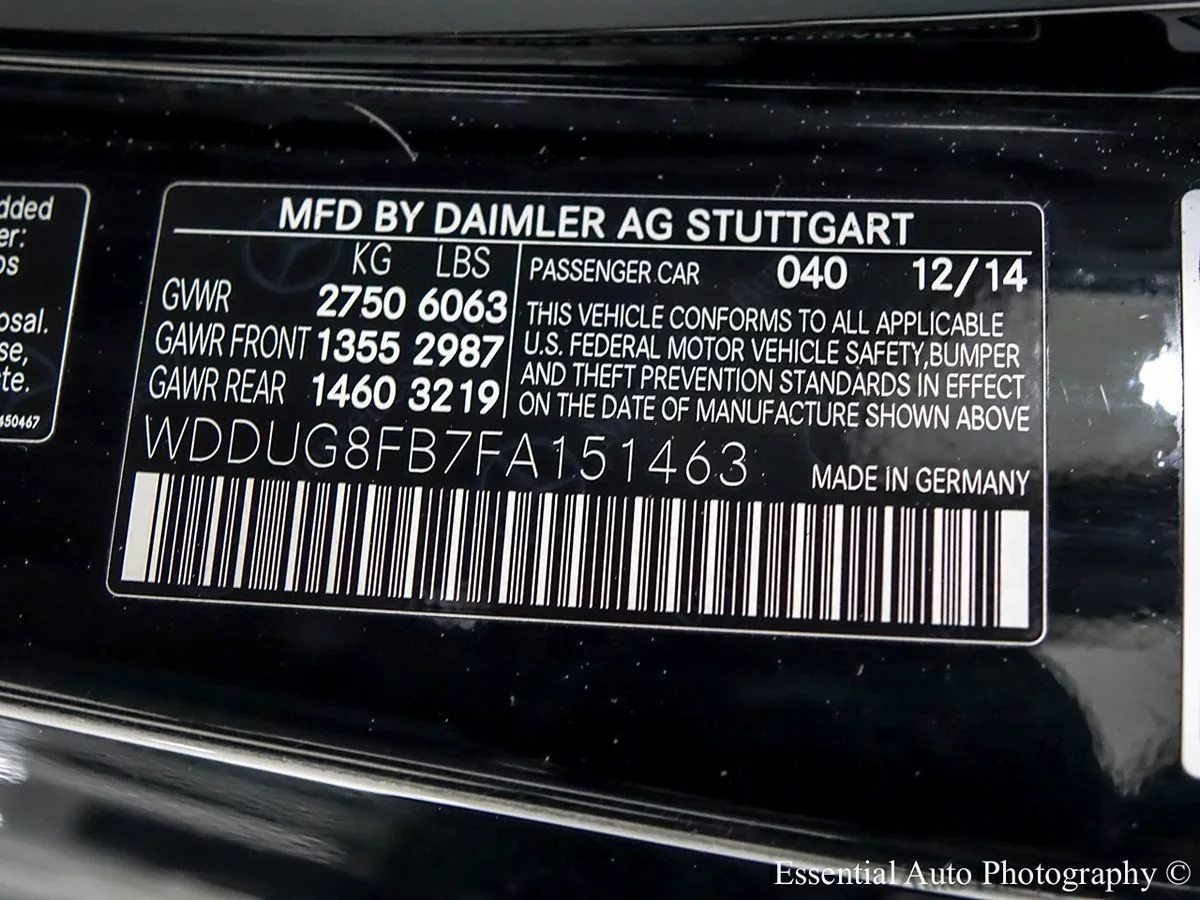 dded
er:
os
osal.
se,
te.
450467
MFD BY DAIMLER AG STUTTGART
KG LBS
GVWR 2750 6063
GAWR FRONT 1355 2987
GAWR REAR 1460 3219
PASSENGER CAR 040 12/14
THIS VEHICLE CONFORMS TO ALL APPLICABLE
U.S. FEDERAL MOTOR VEHICLE SAFETY,BUMPER
AND THEFT PREVENTION STANDARDS IN EFFECT
ON THE DATE OF MANUFACTURE SHOWN ABOVE
WDDUG8FB7FA151463
MADE IN GERMANY
Essential Auto Photography ©